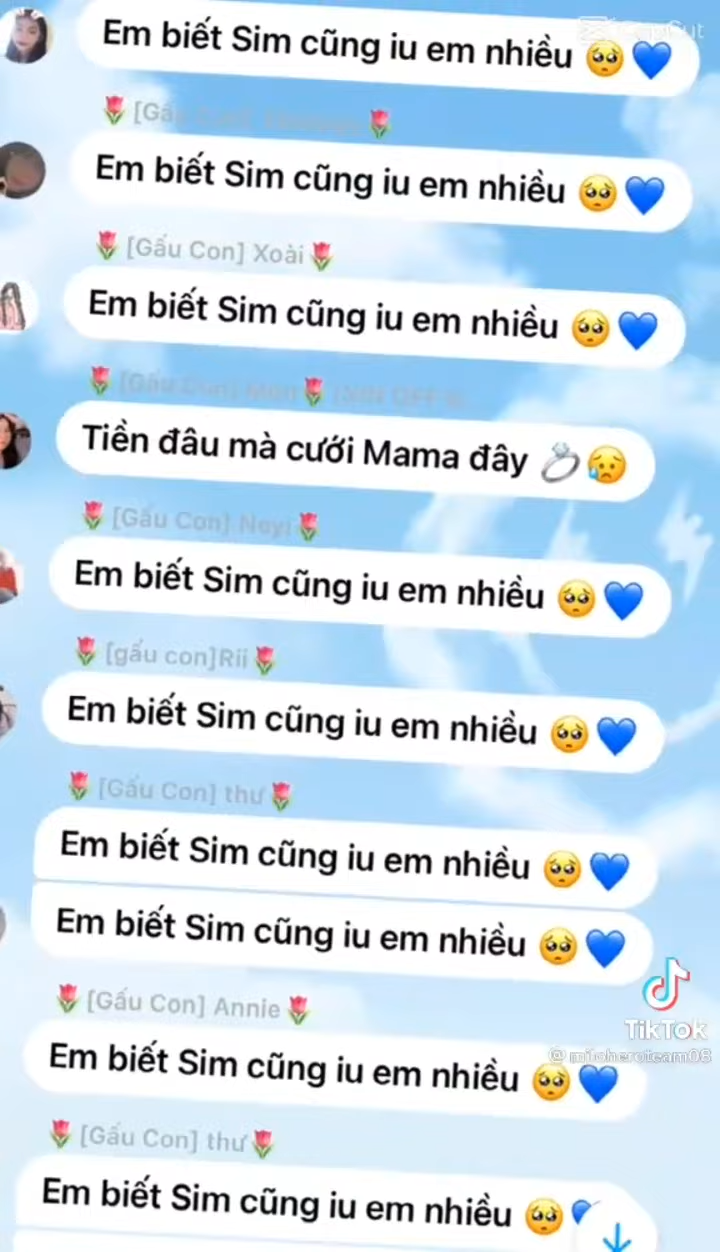 CapCut
Em biết Sim cũng iu em nhiều 🥺💙
🌷[Gấu 🌷
Em biết Sim cũng iu em nhiều 🥺💙
🌷[Gấu Con] Xoài🌷
Em biết Sim cũng iu em nhiều 🥺💙
🌷 🌷
Tiền đâu mà cưới Mama đây 💍😥
🌷[Gấu Con] Noyi🌷
Em biết Sim cũng iu em nhiều 🥺💙
🌷[gấu con]Rii🌷
Em biết Sim cũng iu em nhiều 🥺💙
🌷[Gấu Con] thư🌷
Em biết Sim cũng iu em nhiều 🥺💙
Em biết Sim cũng iu em nhiều 🥺💙
🌷[Gấu Con] Annie🌷
TikTok
@mitoheroteam08
Em biết Sim cũng iu em nhiều 🥺💙
🌷[Gấu Con] thư🌷
Em biết Sim cũng iu em nhiều 🥺💙